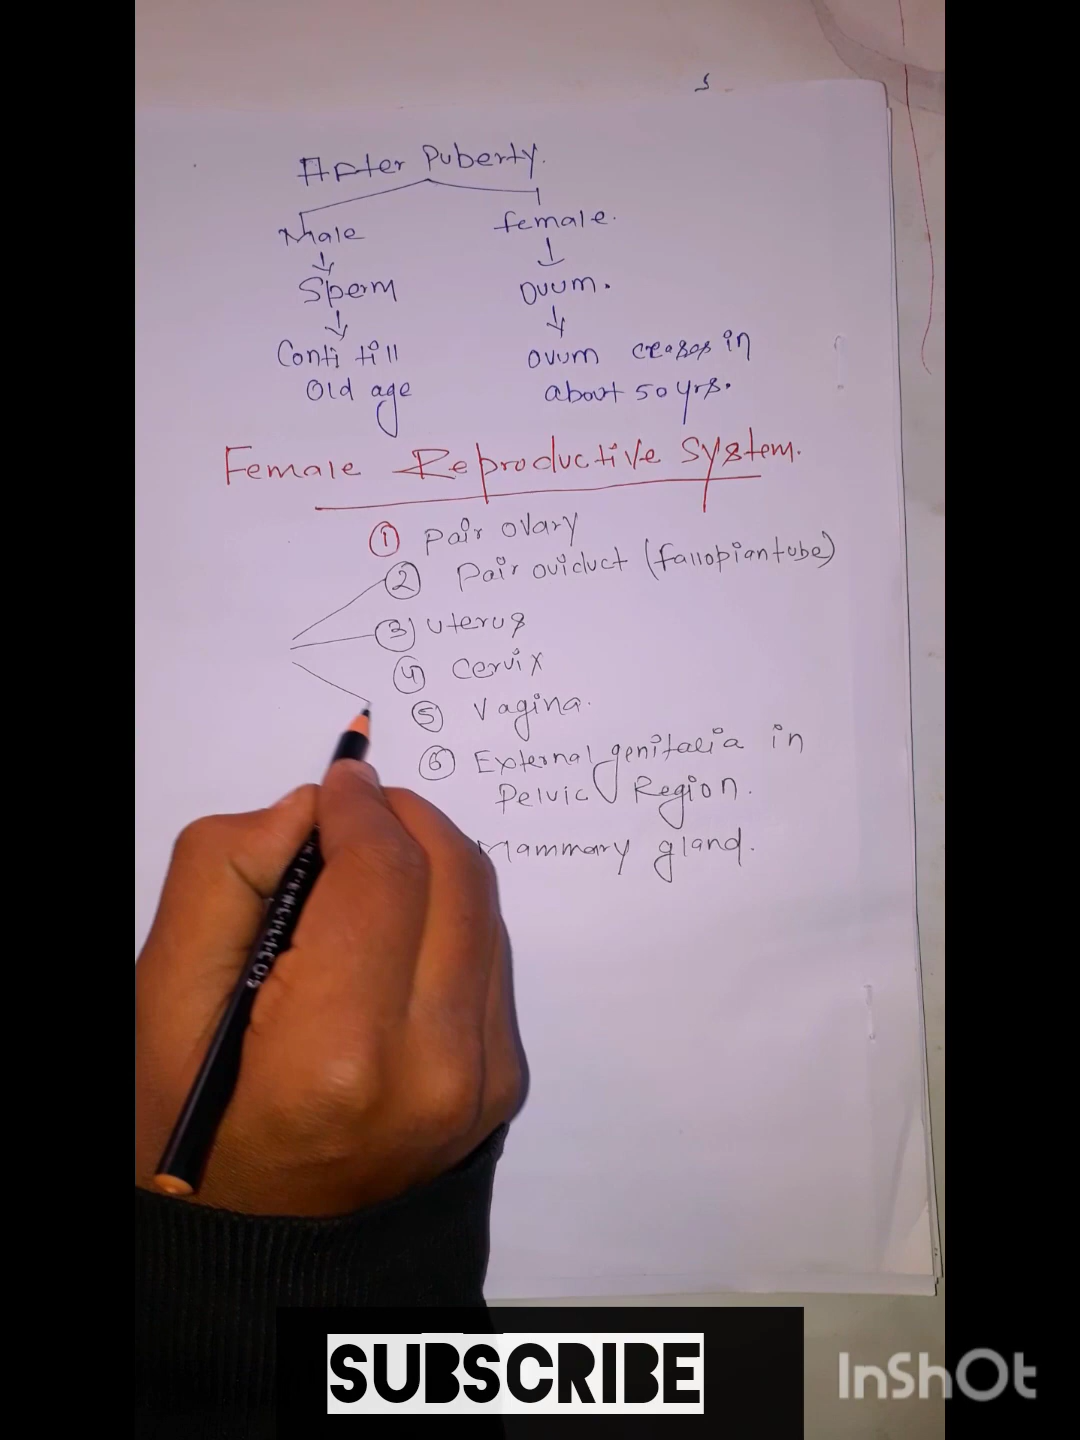 After Puberty.
Male female.
Sperm Ovum.
Conti till ovum ceases in
Old age about 50 yrs.
Female Reproductive System.
① Pair ovary
② Pair oviduct (fallopian tube)
③ uterus
④ Cervix
⑤ Vagina.
⑥ External genitalia in
Pelvic Region.
Mammary gland.
SUBSCRIBE
InShOt